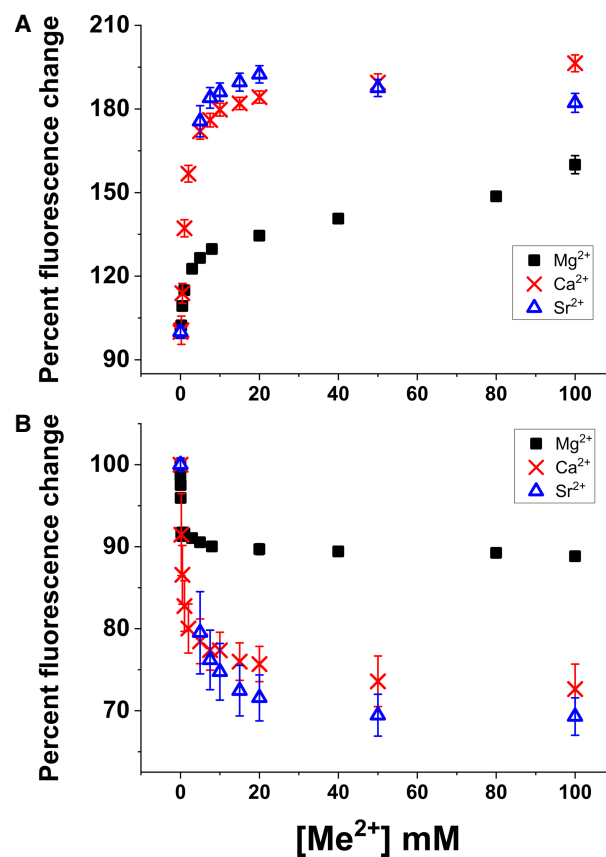 A
Percent fluorescence change
210
180
150
120
90
Mg²⁺
Ca²⁺
Sr²⁺
0 20 40 60 80 100
B
Percent fluorescence change
100
90
80
70
Mg²⁺
Ca²⁺
Sr²⁺
0 20 40 60 80 100
[Me²⁺] mM